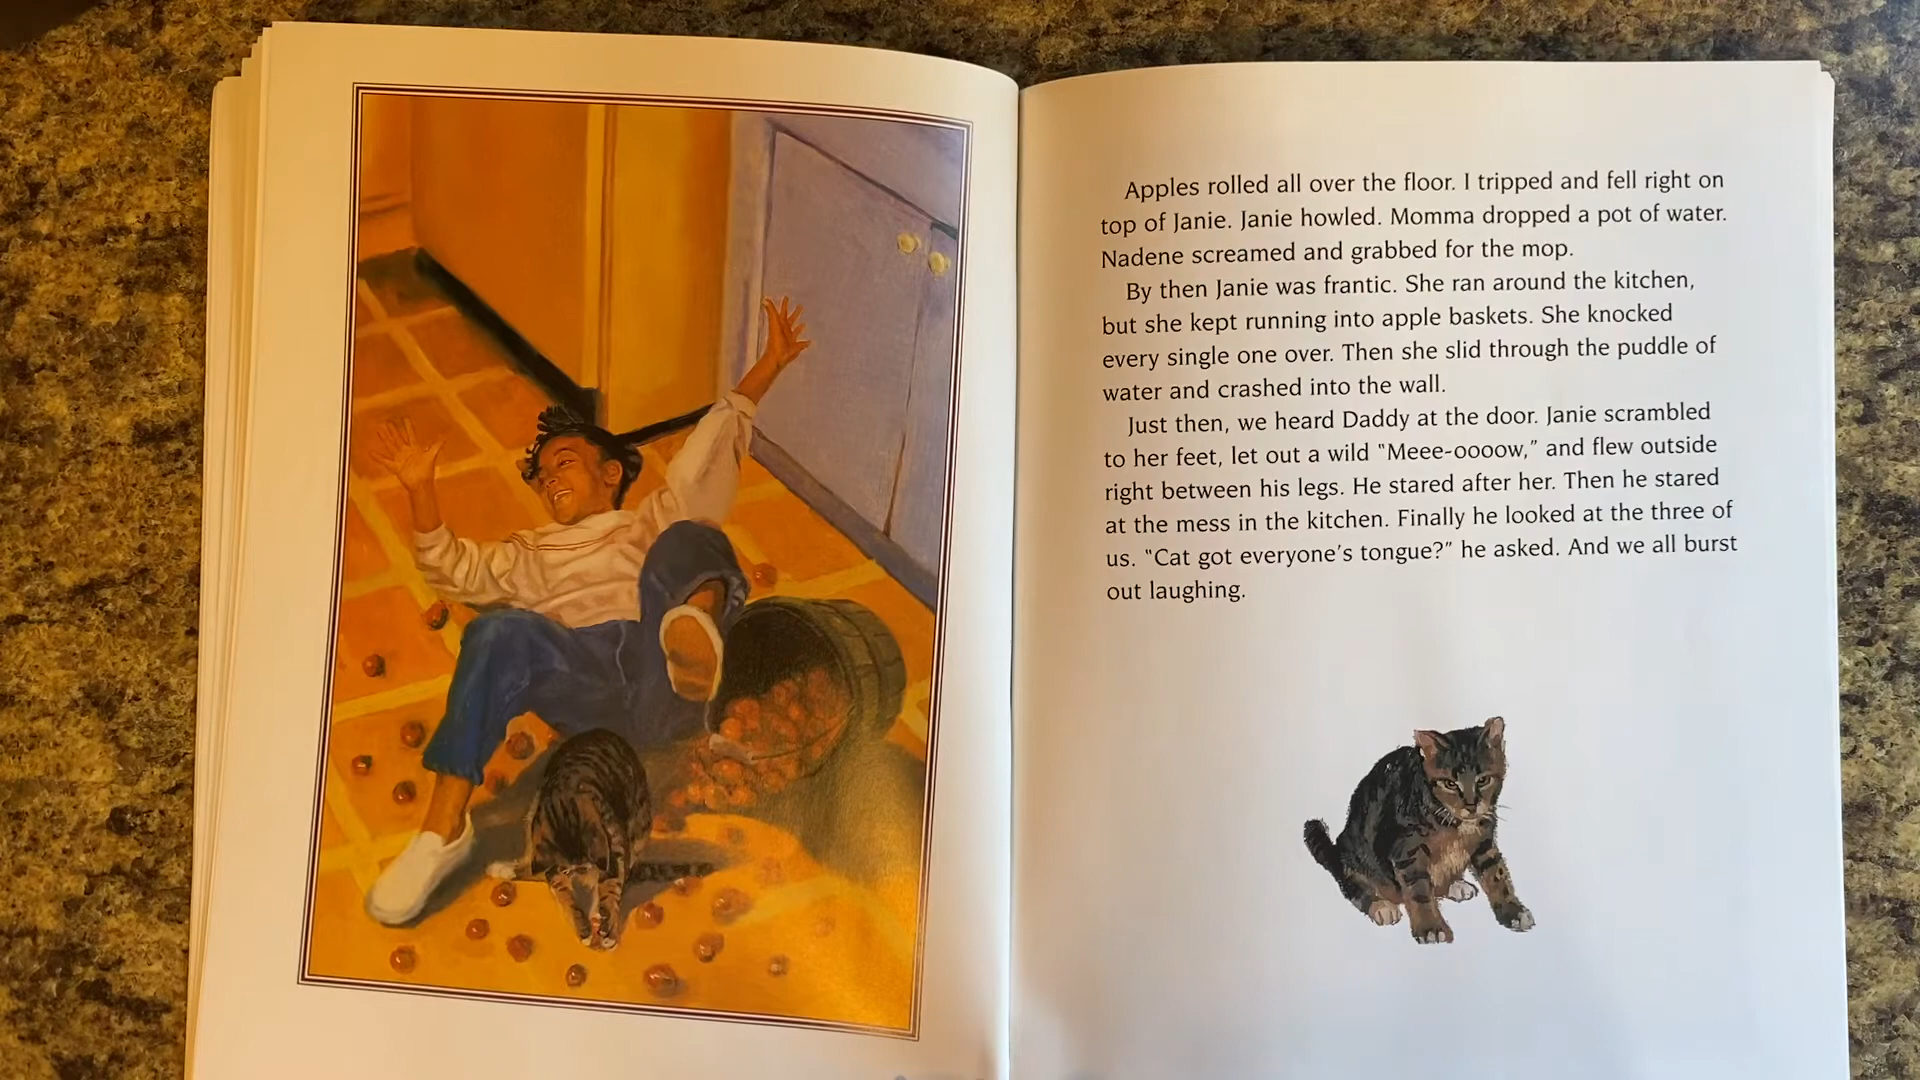 Apples rolled all over the floor. I tripped and fell right on
top of Janie. Janie howled. Momma dropped a pot of water.
Nadene screamed and grabbed for the mop.
By then Janie was frantic. She ran around the kitchen,
but she kept running into apple baskets. She knocked
every single one over. Then she slid through the puddle of
water and crashed into the wall.
Just then, we heard Daddy at the door. Janie scrambled
to her feet, let out a wild “Meee-oooow,” and flew outside
right between his legs. He stared after her. Then he stared
at the mess in the kitchen. Finally he looked at the three of
us. “Cat got everyone’s tongue?” he asked. And we all burst
out laughing.